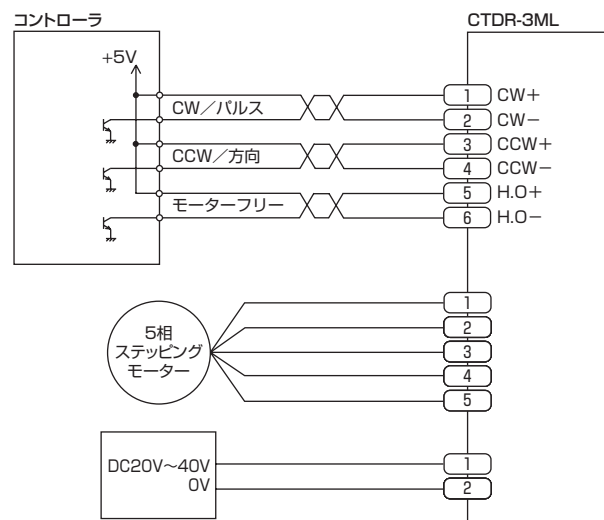 コントローラ
CTDR-3ML
+5V
CW／パルス
1 CW+
2 CW−
CCW／方向
3 CCW+
4 CCW−
モーターフリー
5 H.O+
6 H.O−
5相
ステッピング
モーター
1
2
3
4
5
DC20V～40V
0V
1
2